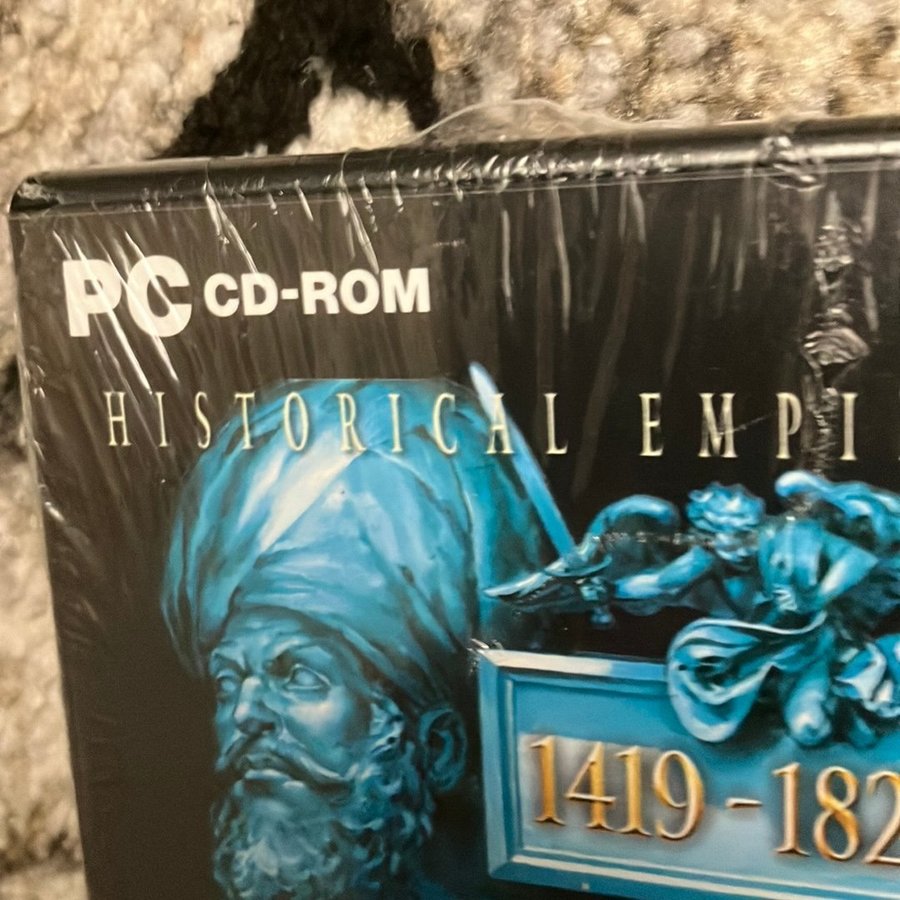 PC CD-ROM
HISTORICAL EMPI
1419 - 182